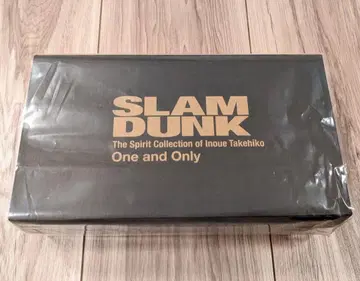 SLAM
DUNK
The Spirit Collection of Inoue Takehiko
One and Only